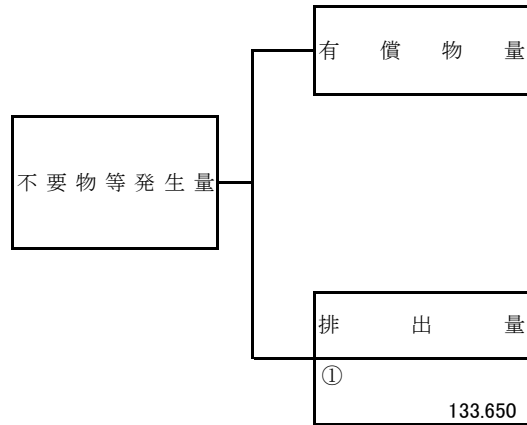 有償物量
不要物等発生量
排出量
①
133.650